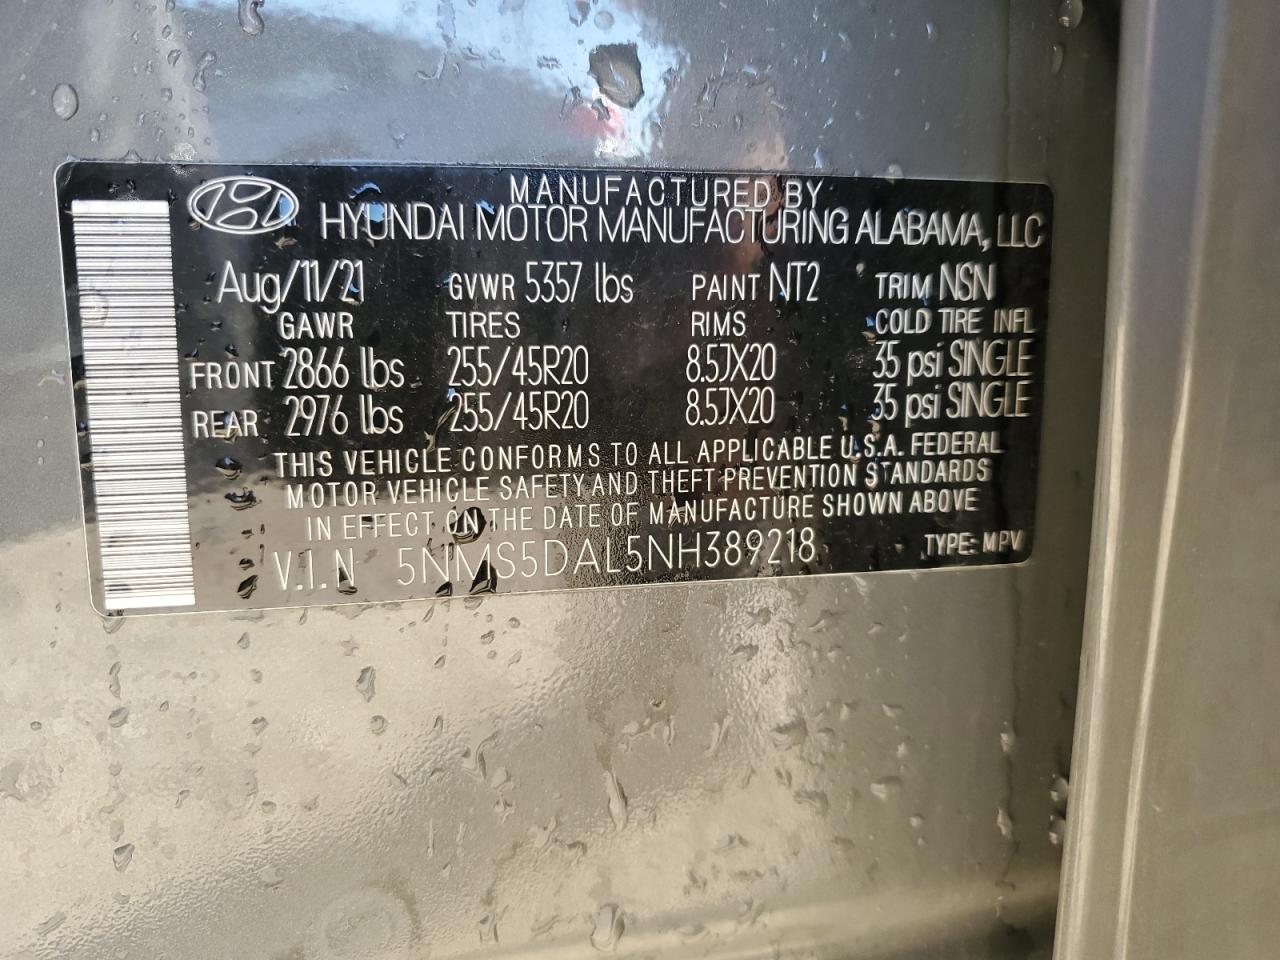 MANUFACTURED BY
HYUNDAI MOTOR MANUFACTURING ALABAMA, LLC
Aug/11/21 GVWR 5357 lbs PAINT NT2 TRIM NSN
GAWR TIRES RIMS COLD TIRE INFL
FRONT 2866 lbs 255/45R20 8.5JX20 35 psi SINGLE
REAR 2976 lbs 255/45R20 8.5JX20 35 psi SINGLE
THIS VEHICLE CONFORMS TO ALL APPLICABLE U.S.A. FEDERAL
MOTOR VEHICLE SAFETY AND THEFT PREVENTION STANDARDS
IN EFFECT ON THE DATE OF MANUFACTURE SHOWN ABOVE
V.I.N 5NMS5DAL5NH389218 TYPE: MPV